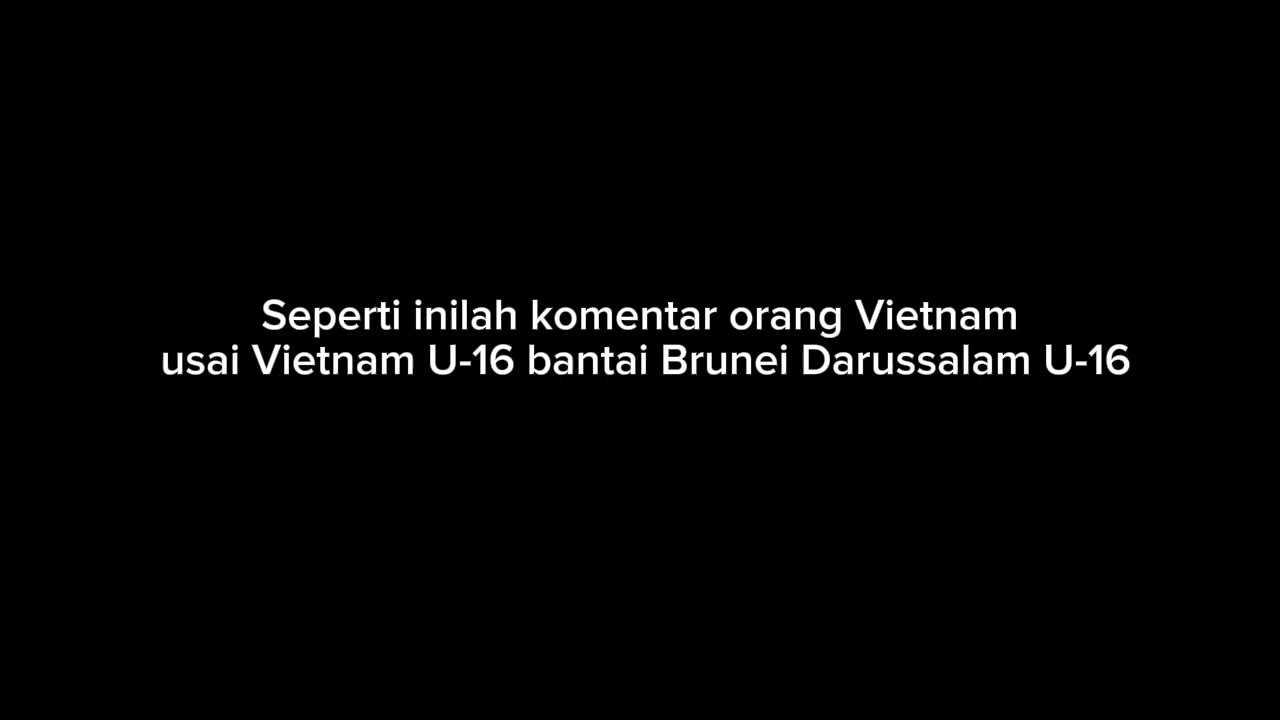 Seperti inilah komentar orang Vietnam
usai Vietnam U-16 bantai Brunei Darussalam U-16